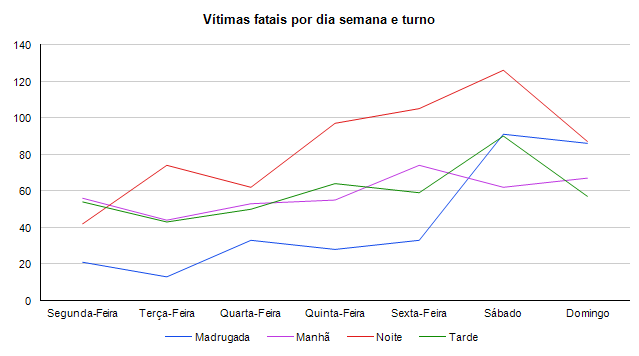 Vítimas fatais por dia semana e turno
140
120
100
80
60
40
20
0
Segunda-Feira Terça-Feira Quarta-Feira Quinta-Feira Sexta-Feira Sábado Domingo
Madrugada Manhã Noite Tarde